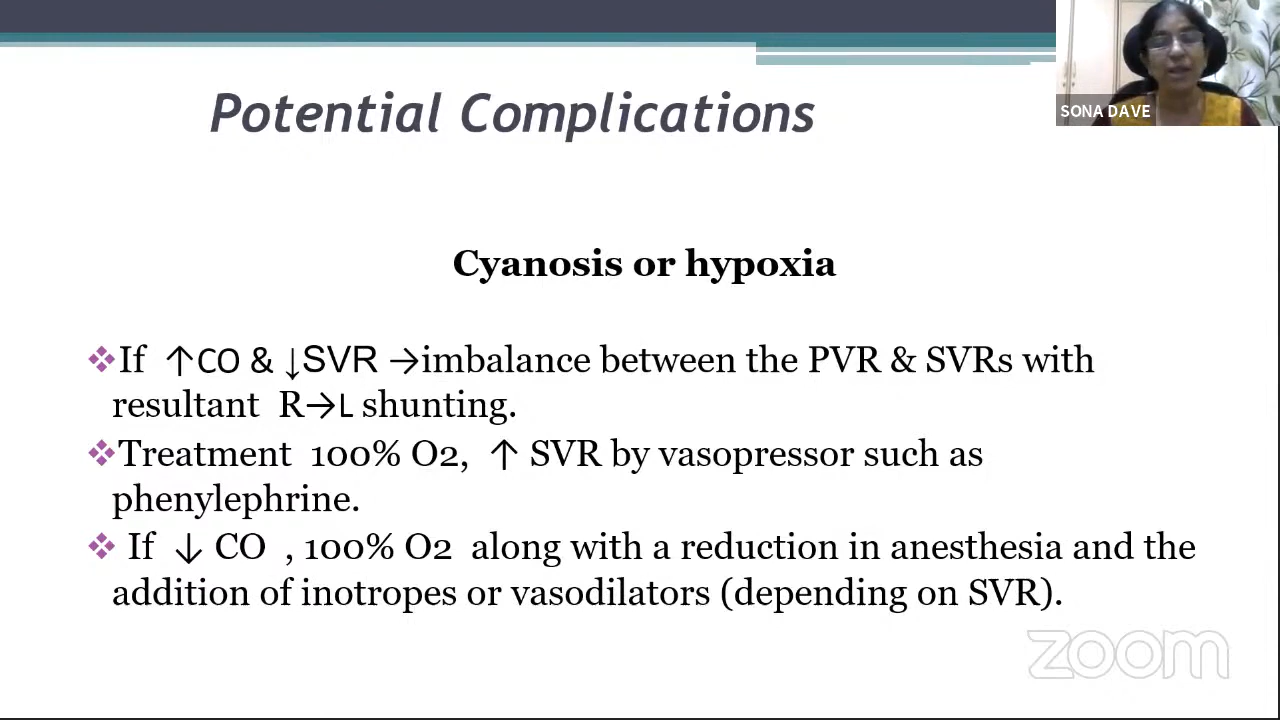 SONA DAVE
Potential Complications
Cyanosis or hypoxia
❖If ↑CO & ↓SVR →imbalance between the PVR & SVRs with
resultant R→L shunting.
❖Treatment 100% O2, ↑ SVR by vasopressor such as
phenylephrine.
❖ If ↓ CO , 100% O2 along with a reduction in anesthesia and the
addition of inotropes or vasodilators (depending on SVR).
zoom